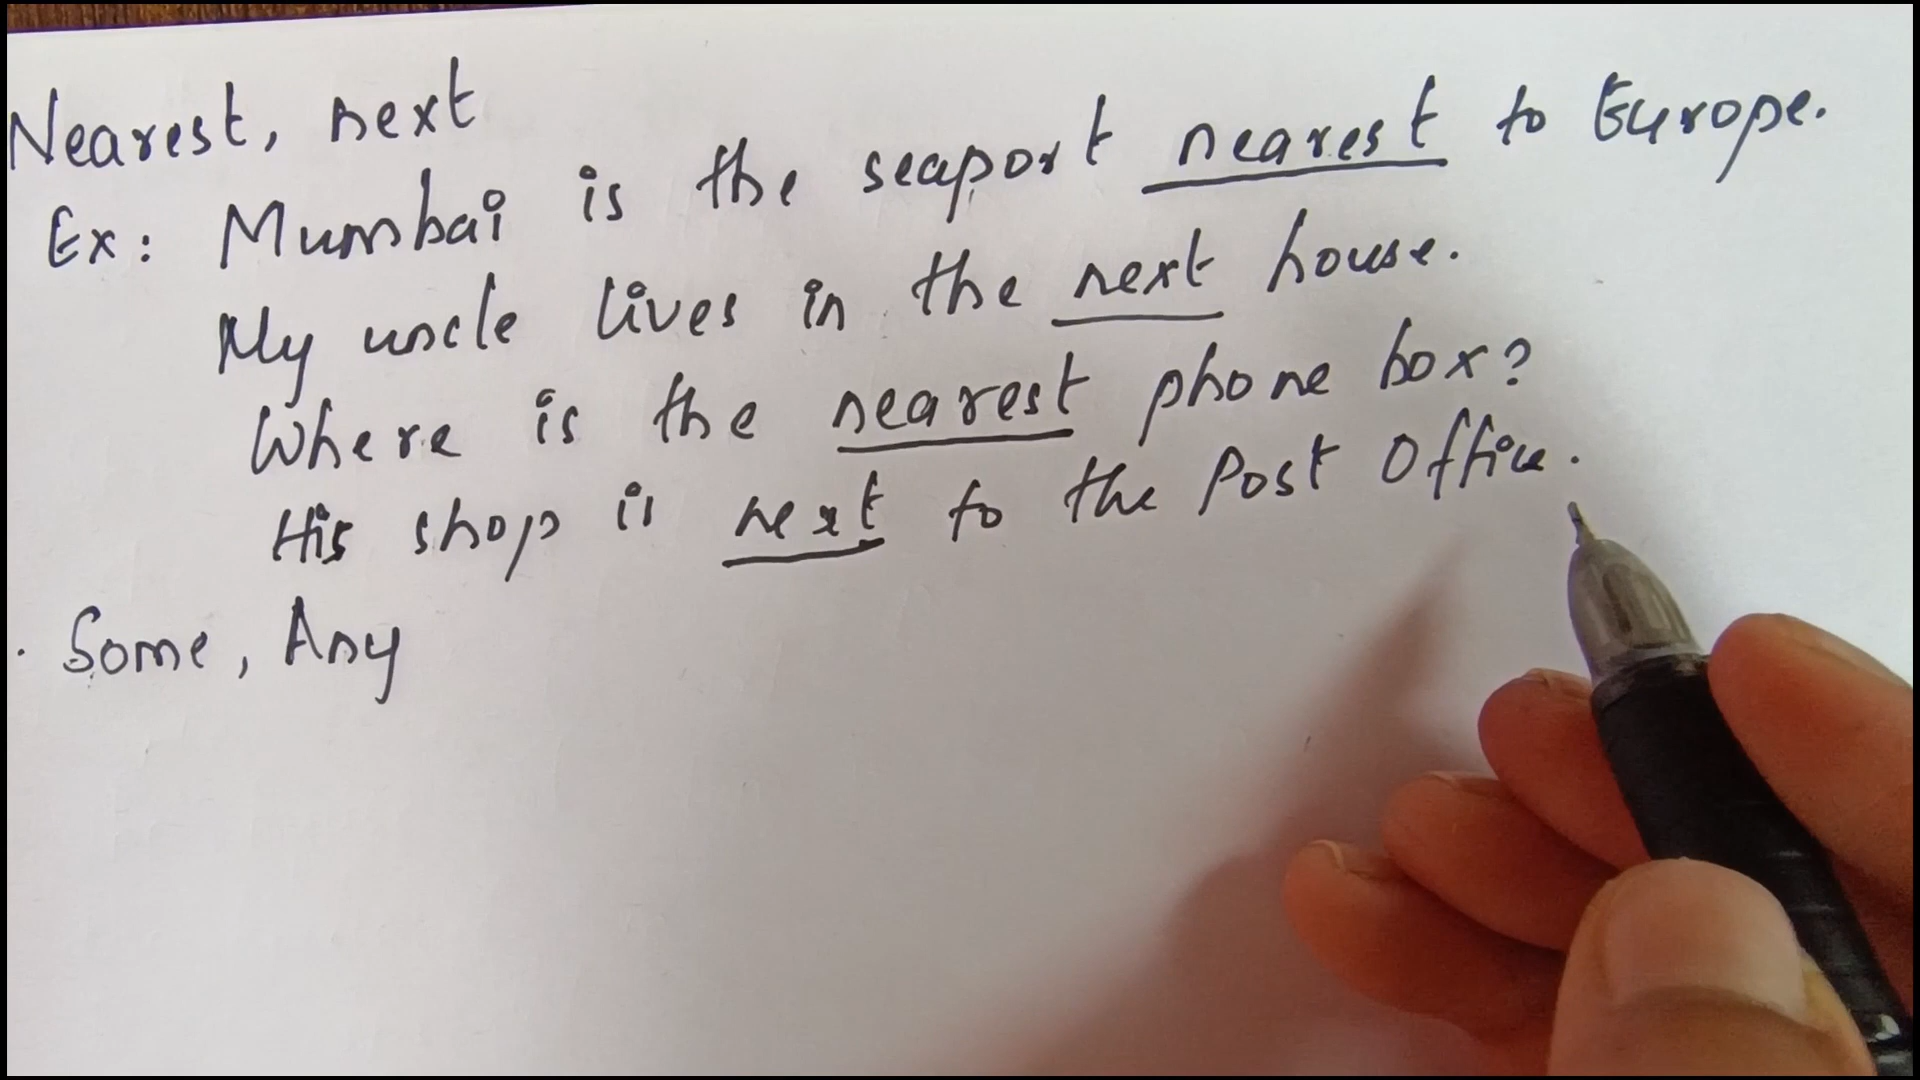 Nearest, next
Ex: Mumbai is the seaport nearest to Europe.
My uncle lives in the next house.
Where is the nearest phone box?
His shop is next to the Post Office.
. Some, Any